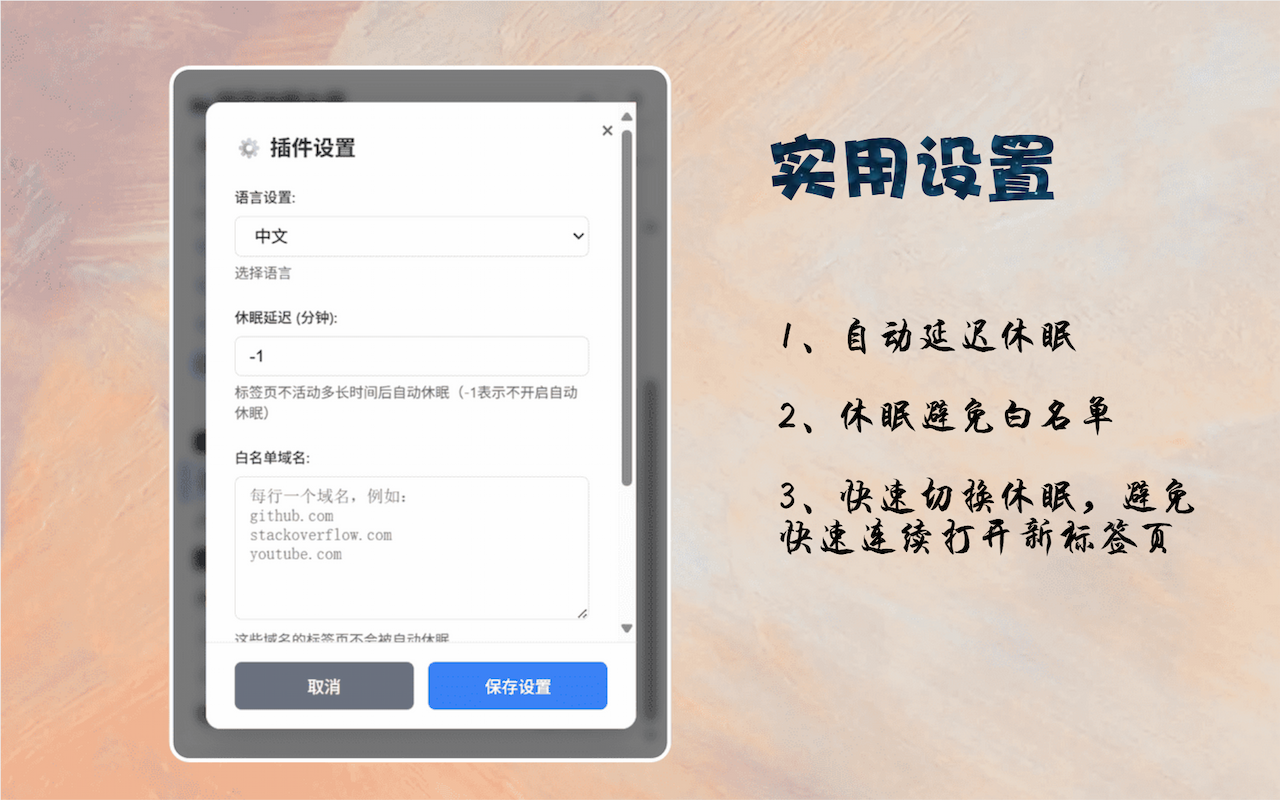 插件设置
语言设置:
中文
选择语言
休眠延迟 (分钟):
-1
标签页不活动多长时间后自动休眠（-1表示不开启自动
休眠）
白名单域名:
每行一个域名，例如：
github.com
stackoverflow.com
youtube.com
这些域名的标签页不会被自动休眠
取消
保存设置
实用设置
1、自动延迟休眠
2、休眠避免白名单
3、快速切换休眠，避免
快速连续打开新标签页